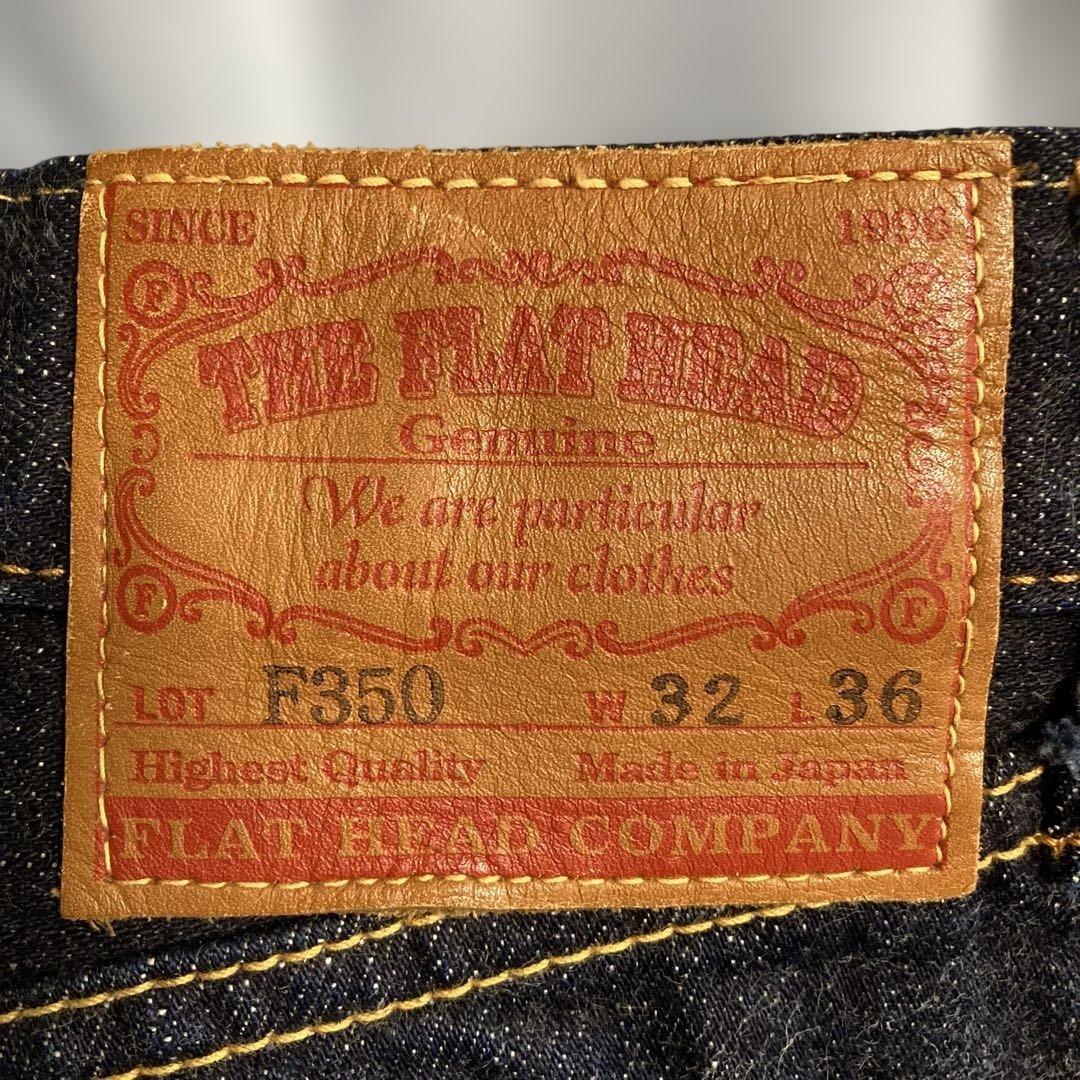 SINCE 1996
F F
THE FLAT HEAD
Genuine
We are particular
about our clothes
F F
LOT F350 W 32 L 36
Highest Quality Made in Japan
FLAT HEAD COMPANY